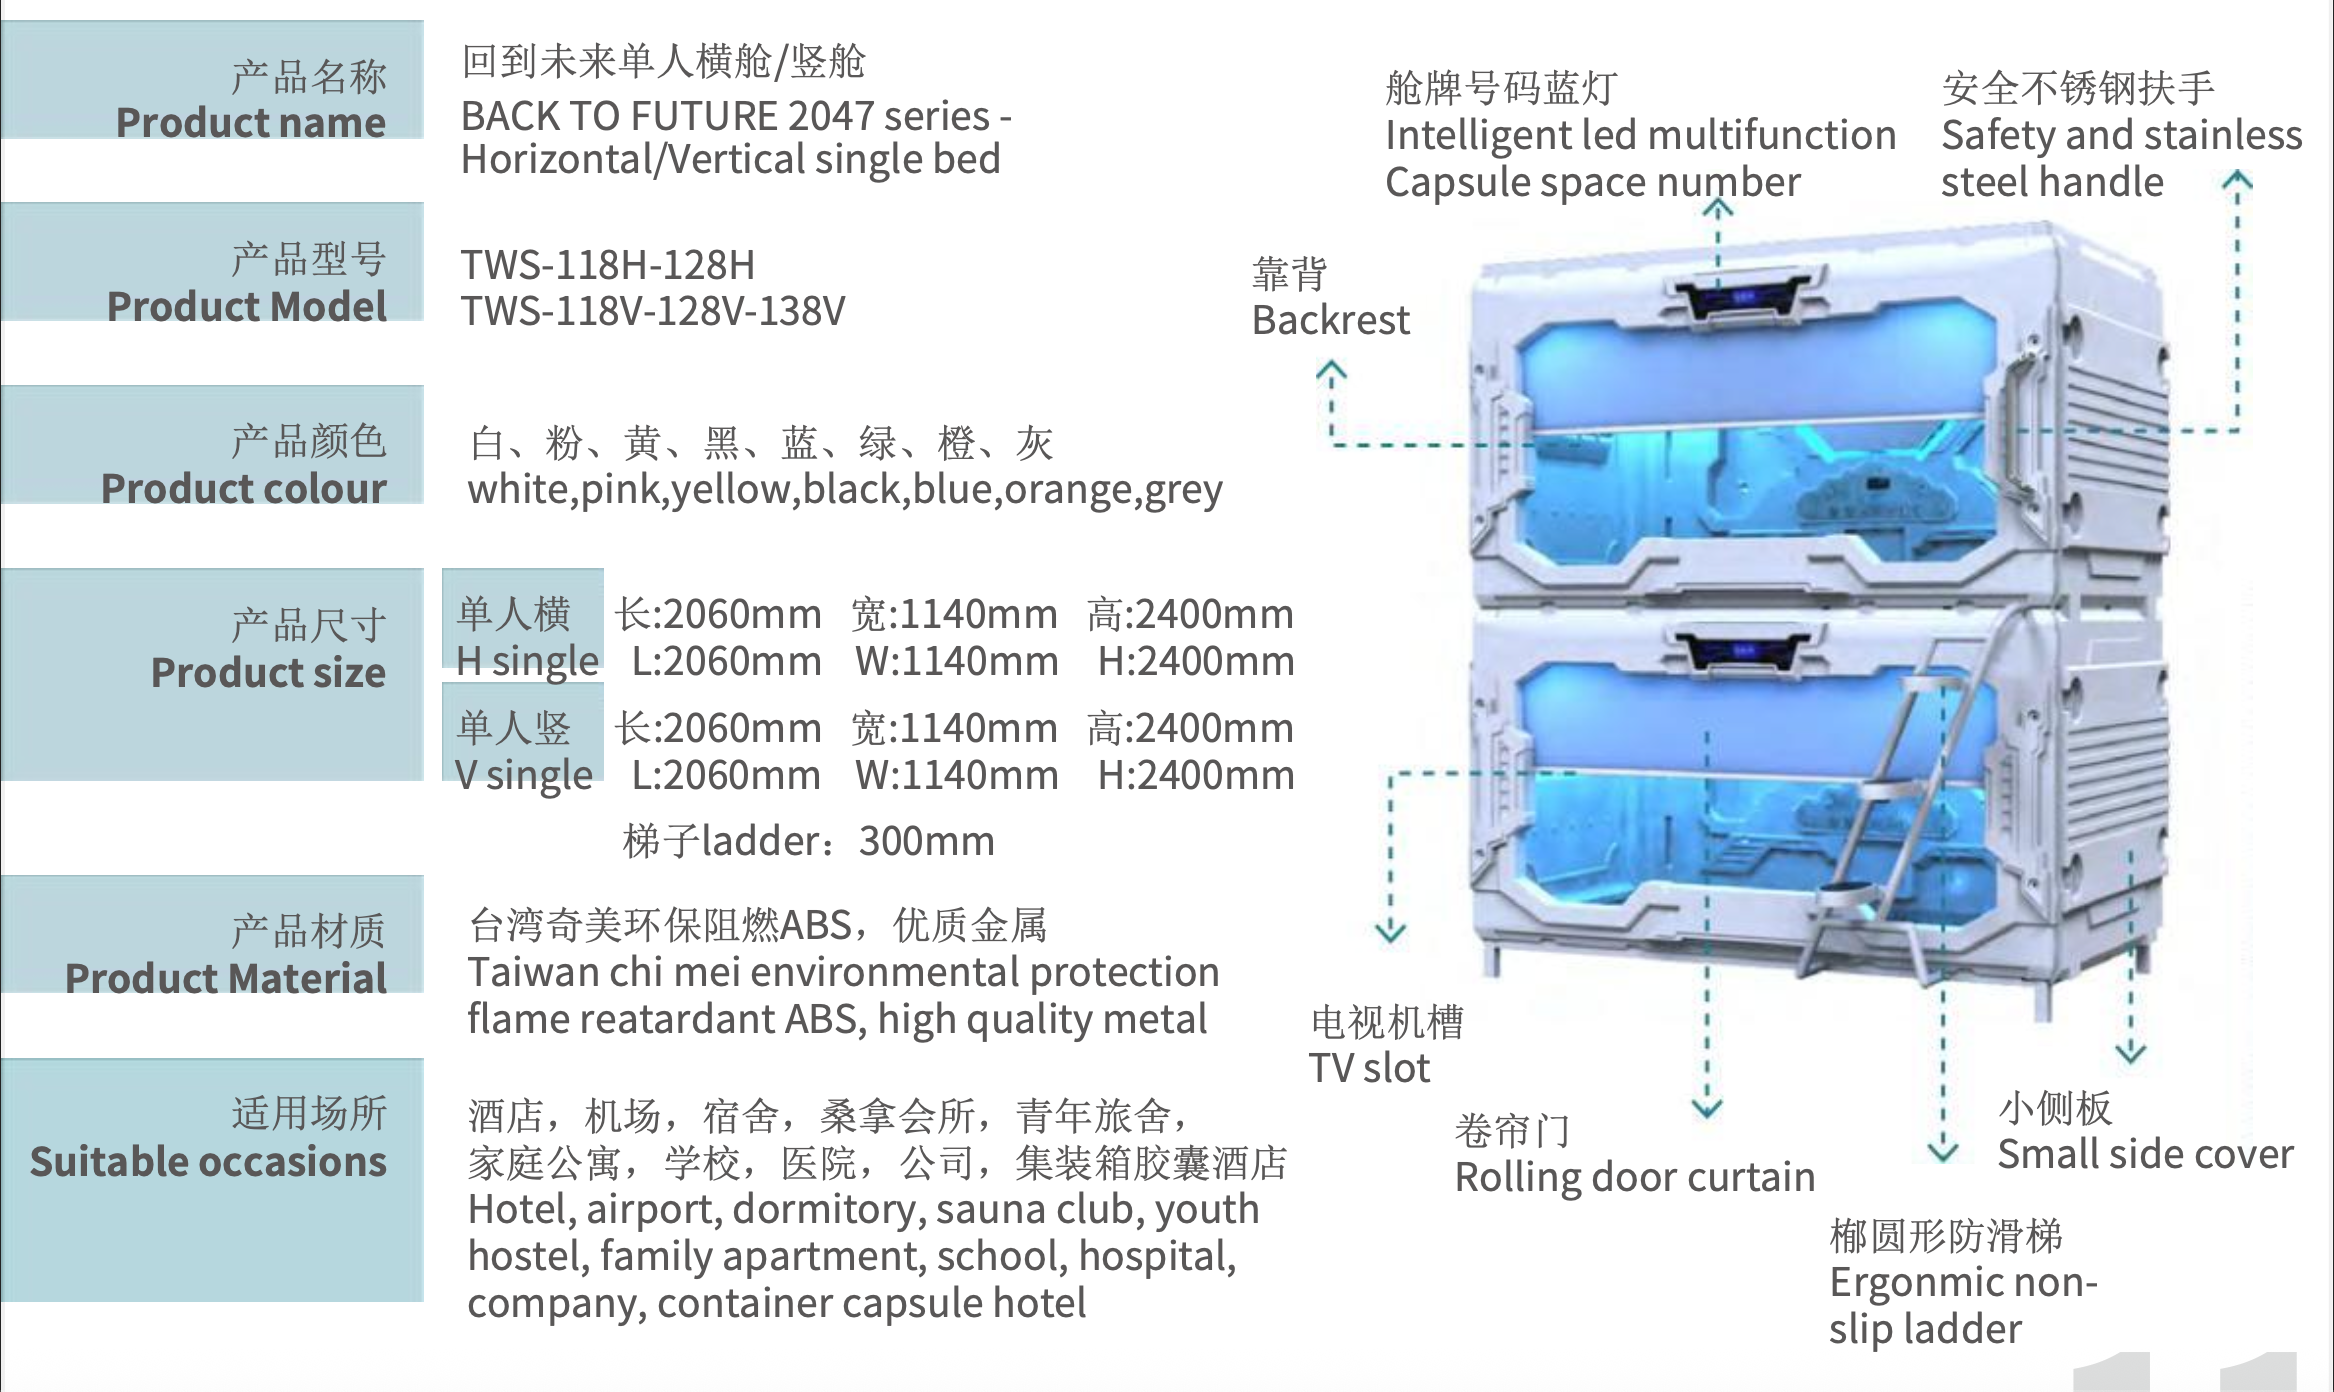 产品名称
Product name
回到未来单人横舱/竖舱
BACK TO FUTURE 2047 series -
Horizontal/Vertical single bed
产品型号
Product Model
TWS-118H-128H
TWS-118V-128V-138V
产品颜色
Product colour
白、粉、黄、黑、蓝、绿、橙、灰
white,pink,yellow,black,blue,orange,grey
产品尺寸
Product size
单人横 长:2060mm 宽:1140mm 高:2400mm
H single L:2060mm W:1140mm H:2400mm
单人竖 长:2060mm 宽:1140mm 高:2400mm
V single L:2060mm W:1140mm H:2400mm
梯子ladder：300mm
产品材质
Product Material
台湾奇美环保阻燃ABS，优质金属
Taiwan chi mei environmental protection
flame reatardant ABS, high quality metal
适用场所
Suitable occasions
酒店，机场，宿舍，桑拿会所，青年旅舍，
家庭公寓，学校，医院，公司，集装箱胶囊酒店
Hotel, airport, dormitory, sauna club, youth
hostel, family apartment, school, hospital,
company, container capsule hotel
舱牌号码蓝灯
Intelligent led multifunction
Capsule space number
安全不锈钢扶手
Safety and stainless
steel handle
靠背
Backrest
电视机槽
TV slot
卷帘门
Rolling door curtain
小侧板
Small side cover
椭圆形防滑梯
Ergonmic non-
slip ladder
11